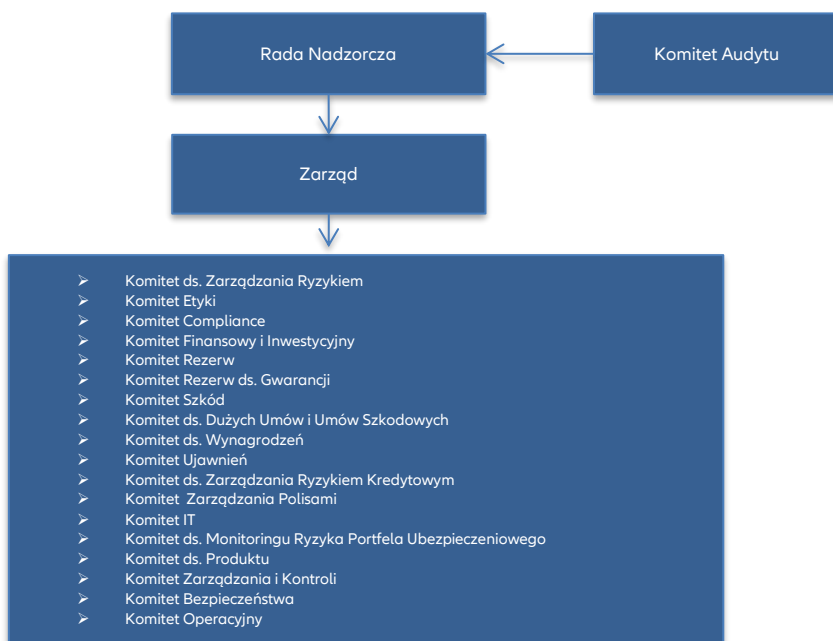 Rada Nadzorcza
Komitet Audytu
Zarząd
➢ Komitet ds. Zarządzania Ryzykiem
➢ Komitet Etyki
➢ Komitet Compliance
➢ Komitet Finansowy i Inwestycyjny
➢ Komitet Rezerw
➢ Komitet Rezerw ds. Gwarancji
➢ Komitet Szkód
➢ Komitet ds. Dużych Umów i Umów Szkodowych
➢ Komitet ds. Wynagrodzeń
➢ Komitet Ujawnień
➢ Komitet ds. Zarządzania Ryzykiem Kredytowym
➢ Komitet Zarządzania Polisami
➢ Komitet IT
➢ Komitet ds. Monitoringu Ryzyka Portfela Ubezpieczeniowego
➢ Komitet ds. Produktu
➢ Komitet Zarządzania i Kontroli
➢ Komitet Bezpieczeństwa
➢ Komitet Operacyjny